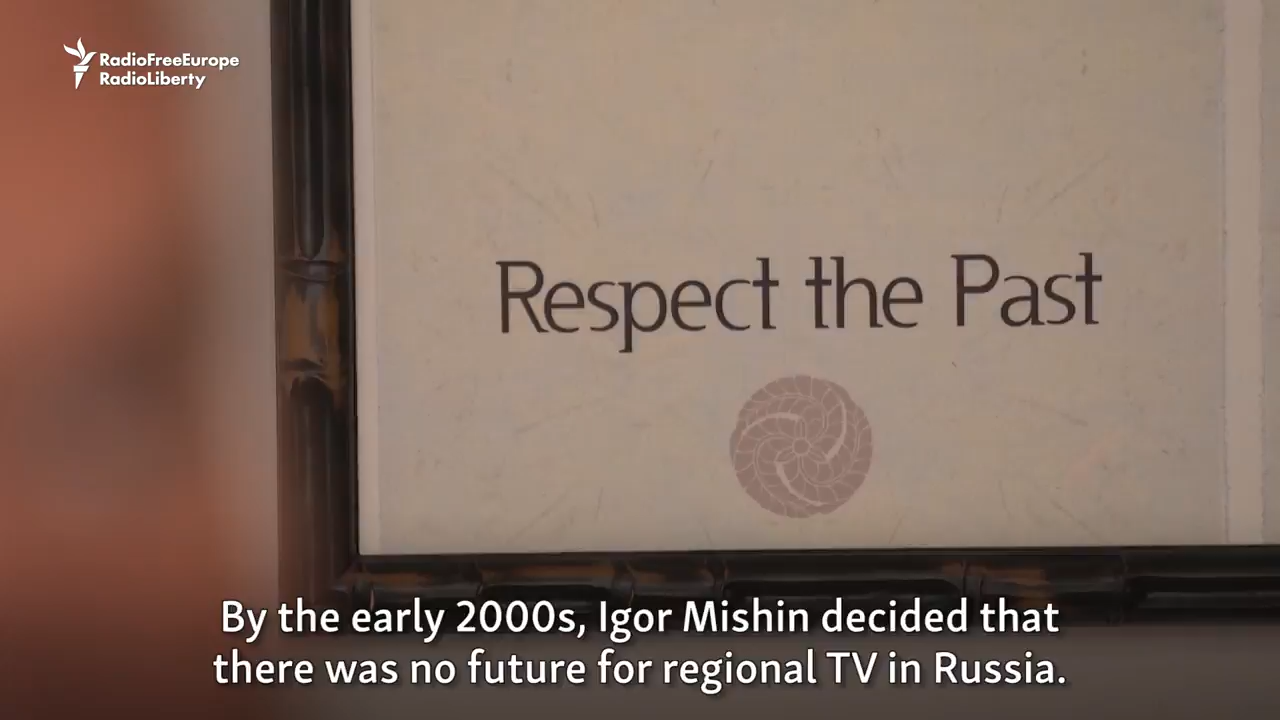 RadioFreeEurope
RadioLiberty
Respect the Past
By the early 2000s, Igor Mishin decided that
there was no future for regional TV in Russia.